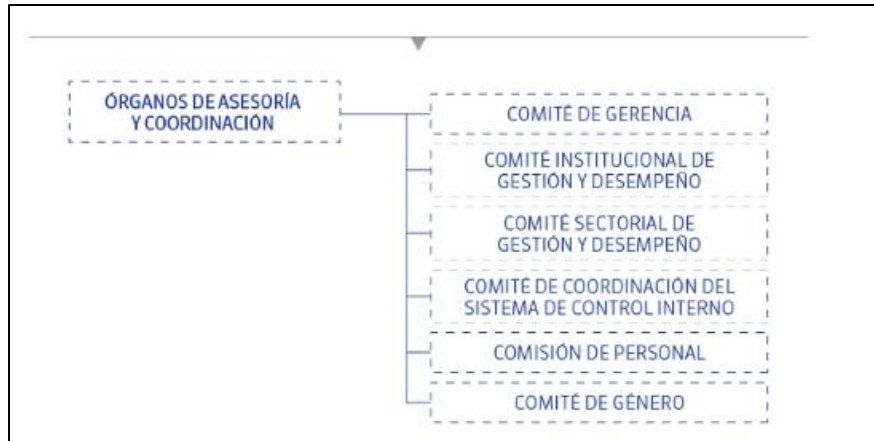 ÓRGANOS DE ASESORÍA
Y COORDINACIÓN
COMITÉ DE GERENCIA
COMITÉ INSTITUCIONAL DE
GESTIÓN Y DESEMPEÑO
COMITÉ SECTORIAL DE
GESTIÓN Y DESEMPEÑO
COMITÉ DE COORDINACIÓN DEL
SISTEMA DE CONTROL INTERNO
COMISIÓN DE PERSONAL
COMITÉ DE GÉNERO